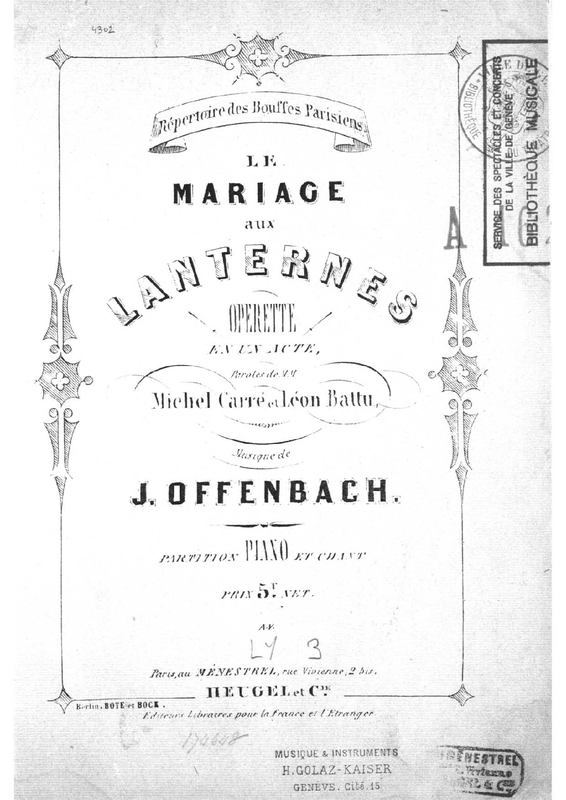 4302
Répertoire des Bouffes Parisiens.
LE
MARIAGE
aux
LANTERNES
OPERETTE
EN UN ACTE,
Paroles de MM
Michel Carré et Léon Battu,
Musique de
J. OFFENBACH.
PARTITION PIANO ET CHANT
PRIX 5f NET.
A.V.
LY 3
Paris, au MÉNESTREL, rue Vivienne, 2 bis.
HEUGEL et Cie
Berlin, BOTE et BOCK.
Editeurs Libraires pour la France et l'Etranger
MUSIQUE & INSTRUMENTS
H. GOLAZ-KAISER
GENÈVE. Cité. 15
MÉNESTREL
Vivienne
SERVICE DES SPECTACLES ET CONCERTS
DE LA VILLE DE GENÈVE
BIBLIOTHÈQUE MUSICALE
A